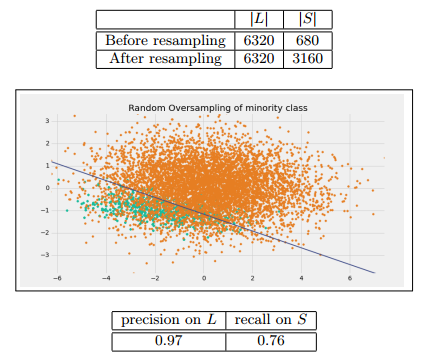 |L| |S|
Before resampling 6320 680
After resampling 6320 3160
Random Oversampling of minority class
3
2
1
0
−1
−2
−3
−6 −4 −2 0 2 4 6
precision on L recall on S
0.97 0.76